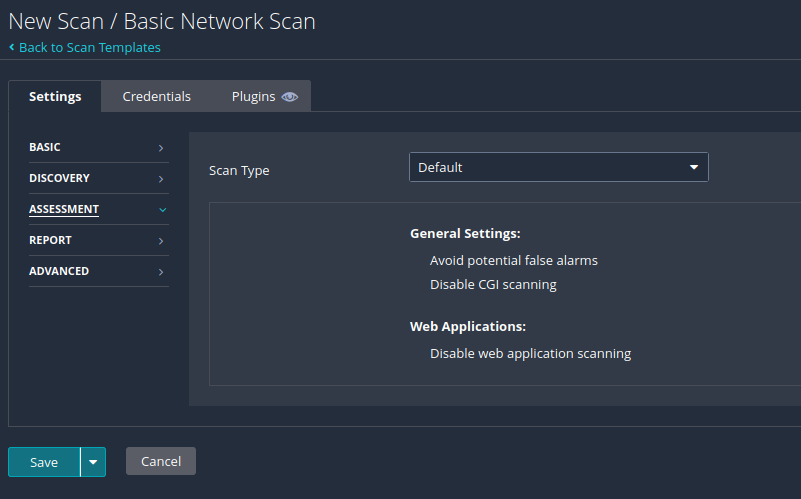 New Scan / Basic Network Scan
Back to Scan Templates
Settings Credentials Plugins
BASIC
DISCOVERY
ASSESSMENT
REPORT
ADVANCED
Scan Type Default
General Settings:
Avoid potential false alarms
Disable CGI scanning
Web Applications:
Disable web application scanning
Save Cancel